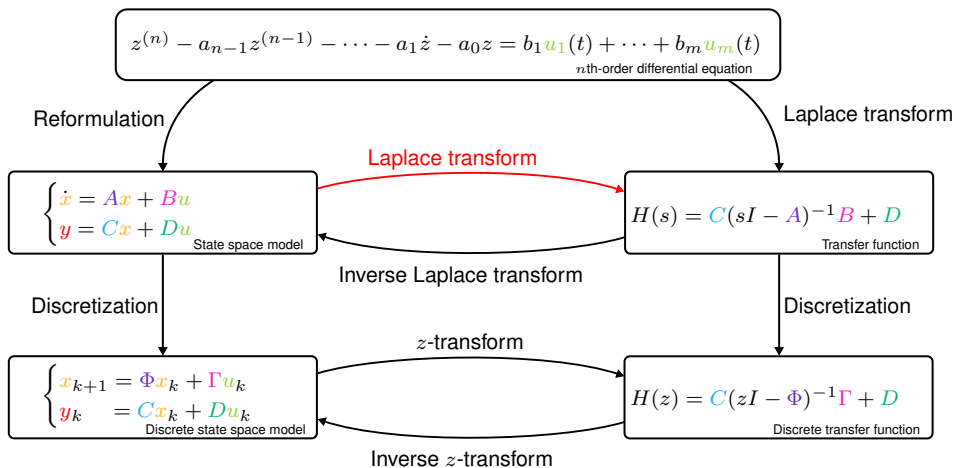 z^{(n)} − a_{n−1}z^{(n−1)} − ⋯ − a_1ż − a_0z = b_1u_1(t) + ⋯ + b_mu_m(t)
nth-order differential equation
Reformulation
Laplace transform
Laplace transform
ẋ = Ax + Bu
y = Cx + Du
State space model
H(s) = C(sI − A)^{−1}B + D
Transfer function
Inverse Laplace transform
Discretization
Discretization
z-transform
x_{k+1} = Φx_k + Γu_k
y_k = Cx_k + Du_k
Discrete state space model
H(z) = C(zI − Φ)^{−1}Γ + D
Discrete transfer function
Inverse z-transform